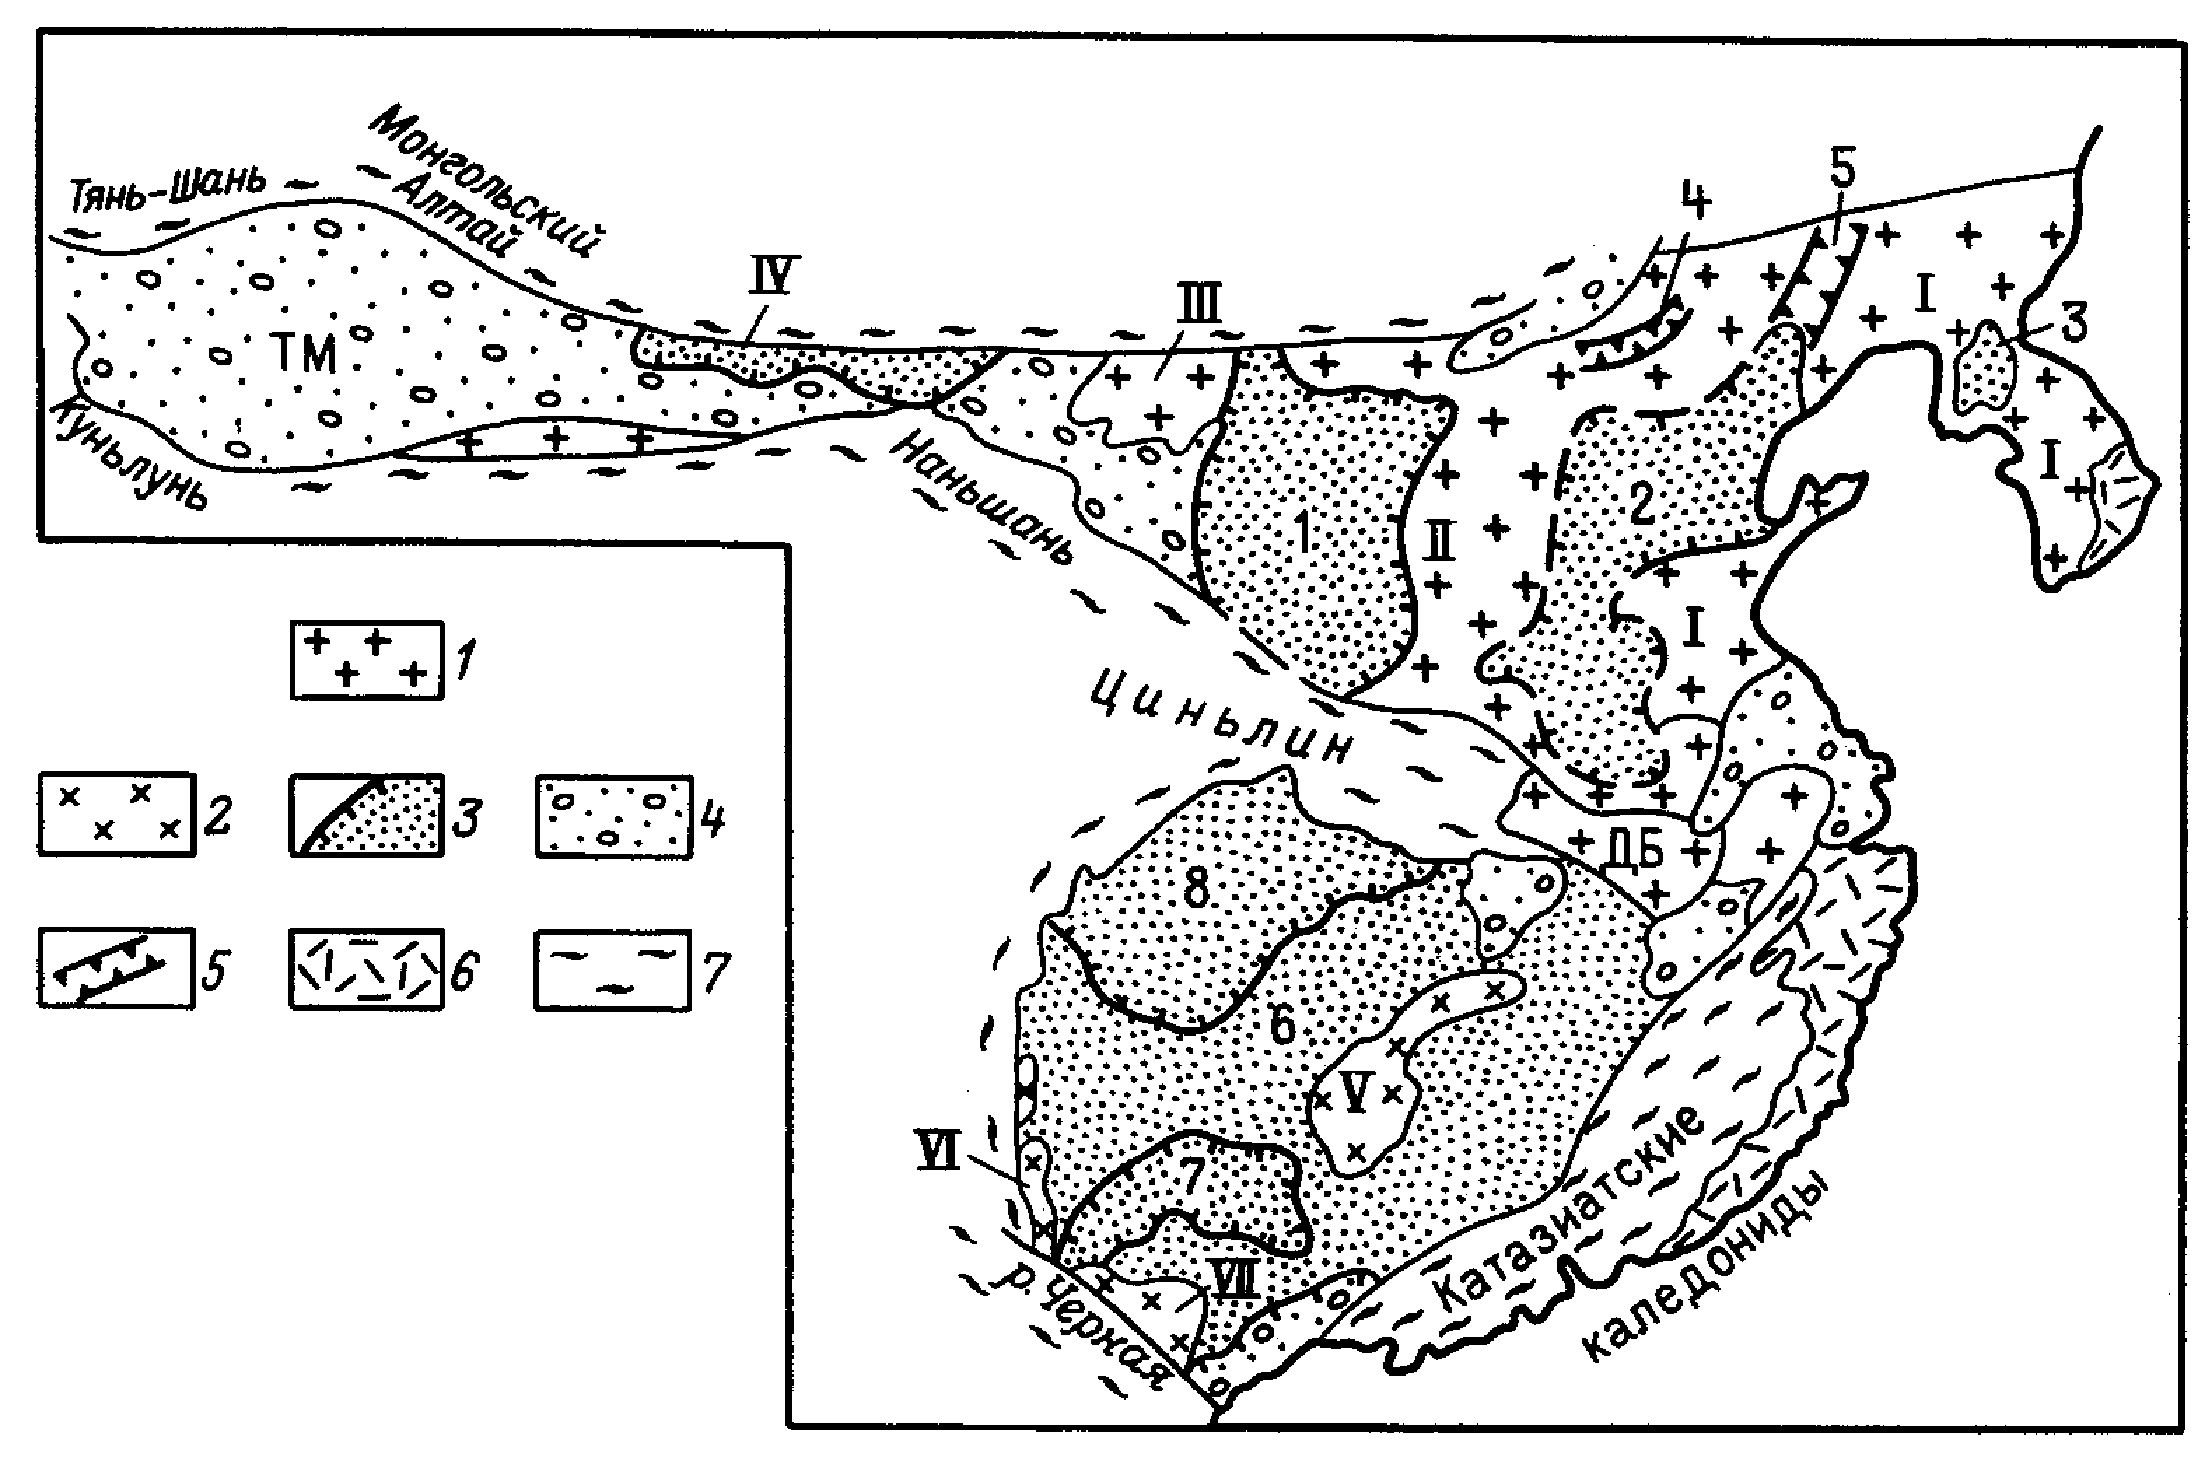 Тянь-Шань
Монгольский
Алтай
IV
III
4
5
I
3
ТМ
Куньлунь
Наньшань
1
II
2
I
I
Циньлин
ДБ
8
6
V
VI
7
VII
р. Черная
Катазиатские
каледониды
1
2
3
4
5
6
7